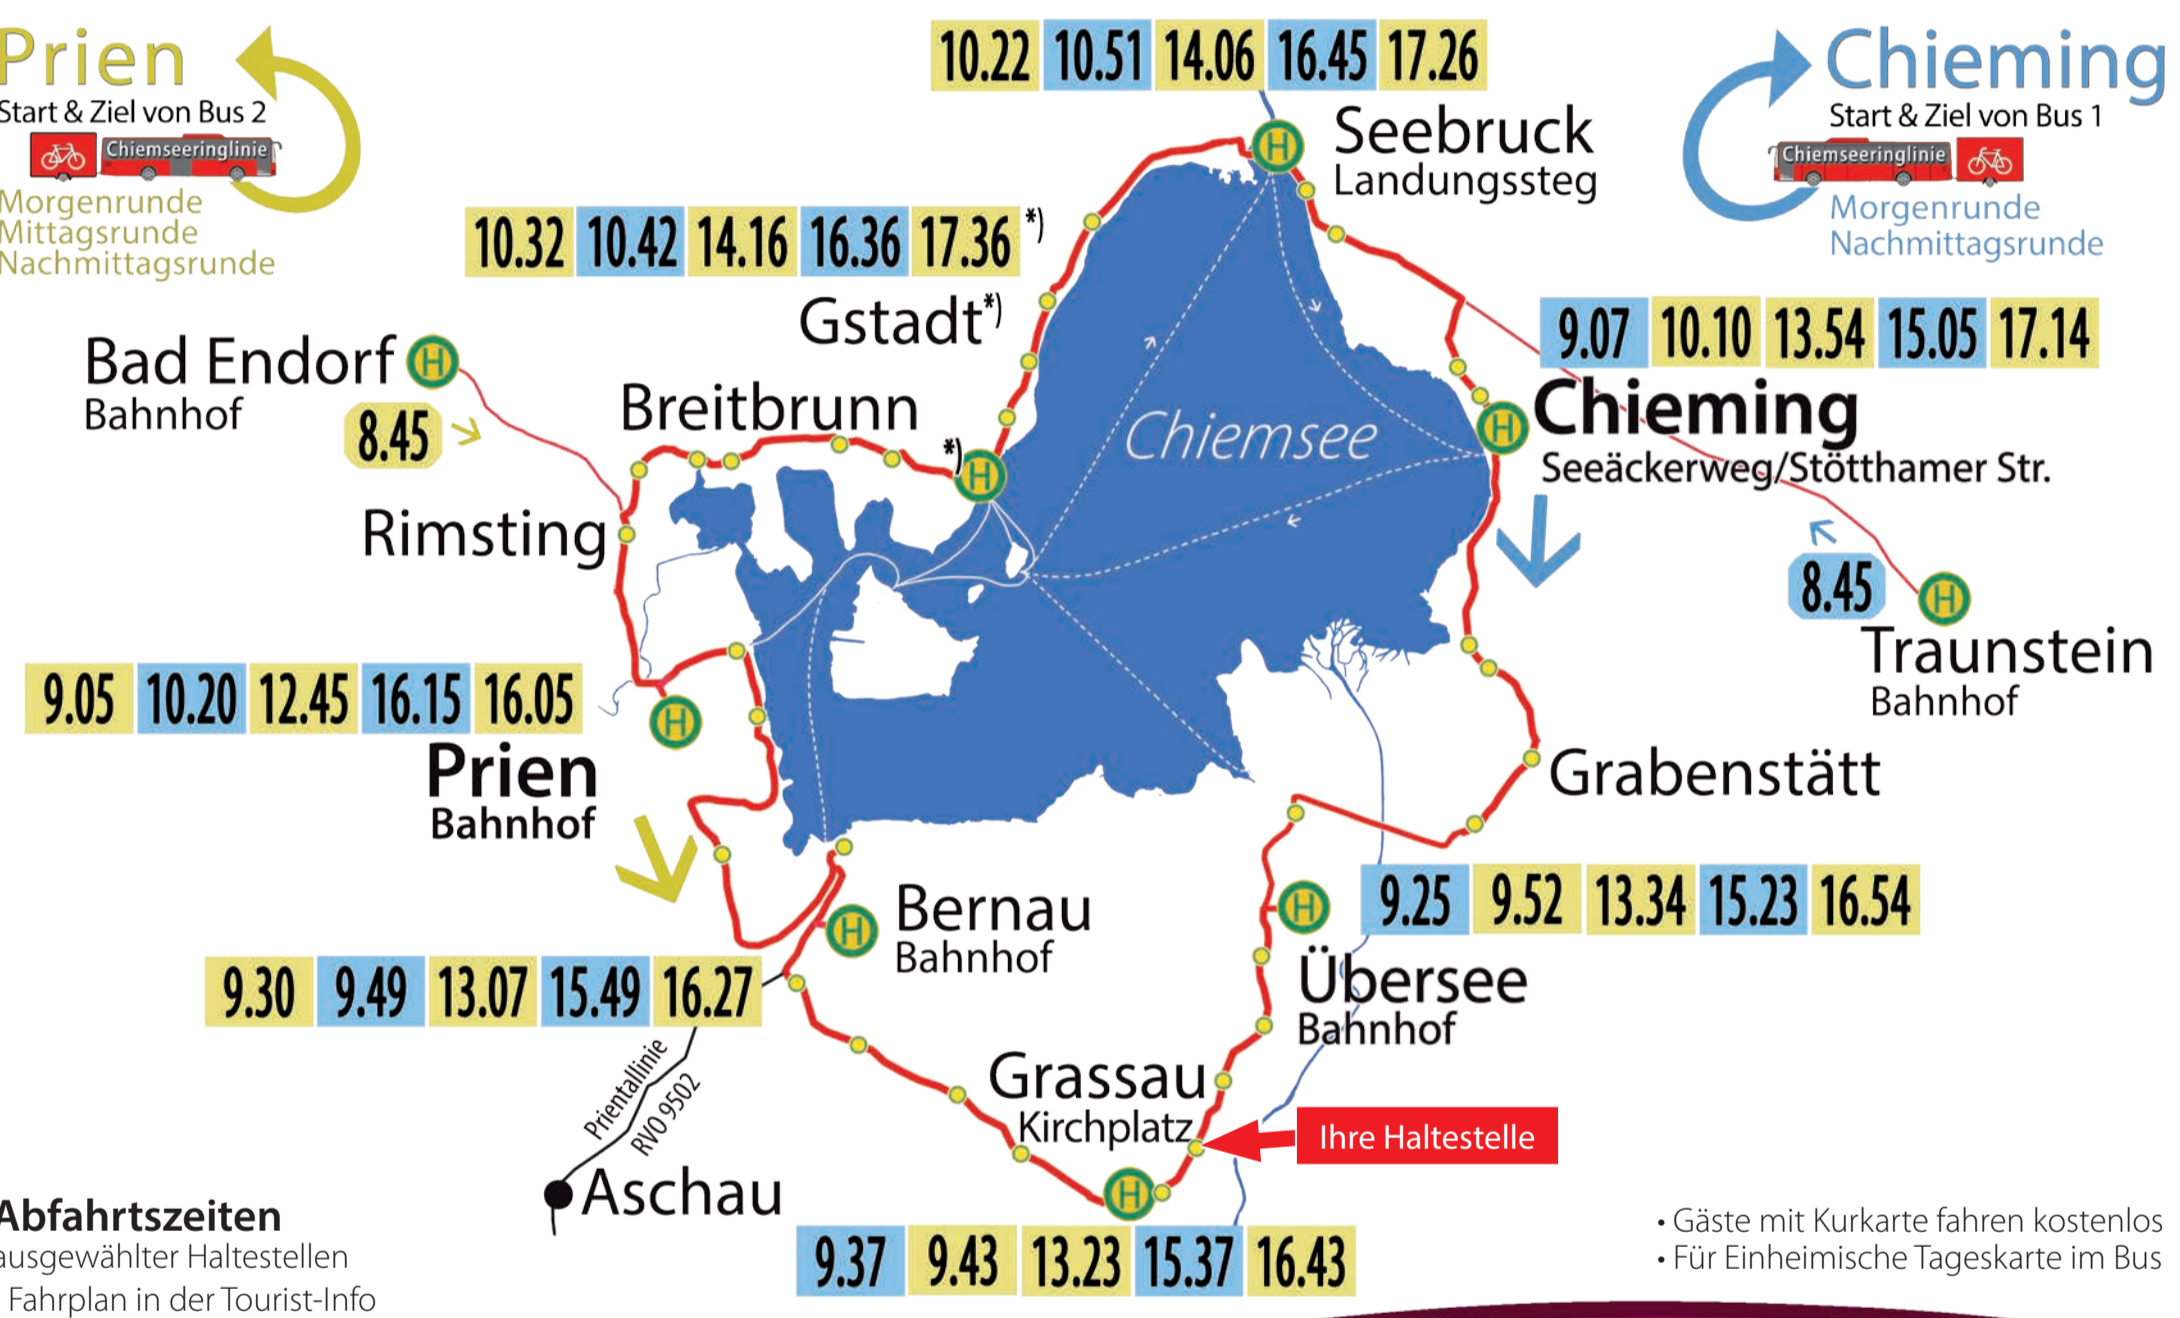 10.22 10.51 14.06 16.45 17.26
Prien
Start & Ziel von Bus 2
Chiemseeringlinie
Morgenrunde
Mittagsrunde
Nachmittagsrunde
Chieming
Start & Ziel von Bus 1
Chiemseeringlinie
Morgenrunde
Nachmittagsrunde
H
Seebruck
Landungssteg
10.32 10.42 14.16 16.36 17.36 *)
Gstadt*)
9.07 10.10 13.54 15.05 17.14
H
Chieming
Seeäckerweg/Stötthamer Str.
Bad Endorf H
Bahnhof
8.45
Breitbrunn
*) H
Chiemsee
Rimsting
8.45
H
Traunstein
Bahnhof
9.05 10.20 12.45 16.15 16.05
H
Prien
Bahnhof
Grabenstätt
H
Bernau
Bahnhof
9.25 9.52 13.34 15.23 16.54
H
Übersee
Bahnhof
9.30 9.49 13.07 15.49 16.27
Prientallinie
RVO 9502
Aschau
Grassau
Kirchplatz
Ihre Haltestelle
H
9.37 9.43 13.23 15.37 16.43
Abfahrtszeiten
ausgewählter Haltestellen
Fahrplan in der Tourist-Info
• Gäste mit Kurkarte fahren kostenlos
• Für Einheimische Tageskarte im Bus